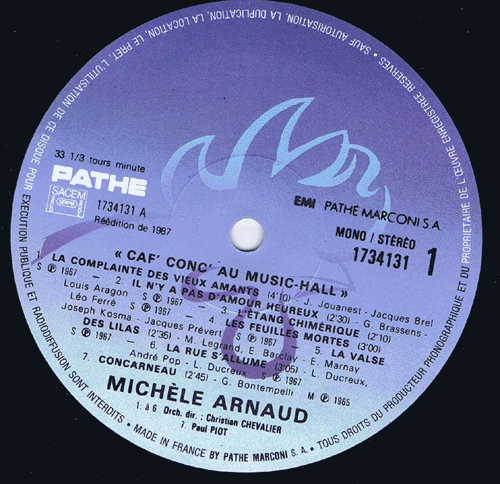 33 1/3 tours minute
PATHE
SACEM
1734131 A
Réédition de 1987
EMI PATHÉ MARCONI S.A.
MONO / STÉRÉO
1734131 1
« CAF' CONC' AU MUSIC-HALL »
1. LA COMPLAINTE DES VIEUX AMANTS (4'10) - J. Jouanest - Jacques Brel
S ℗ 1967 - 2. IL N'Y A PAS D'AMOUR HEUREUX (2'30) - G. Brassens -
Louis Aragon S ℗ 1967 - 3. L'ÉTANG CHIMÉRIQUE (2'10)
Léo Ferré S ℗ 1967 - 4. LES FEUILLES MORTES (3'00)
Joseph Kosma - Jacques Prévert S ℗ 1967 - 5. LA VALSE
DES LILAS (2'35) - M. Legrand, E. Barclay - E. Marnay
S ℗ 1967 - 6. LA RUE S'ALLUME (3'05) - L. Ducreux,
André Pop - L. Ducreux S ℗ 1967
7. CONCARNEAU (2'45) - G. Bontempelli M ℗ 1965
MICHÈLE ARNAUD
1. à 6 Orch. dir. : Christian CHEVALIER
7. Paul PIOT
• TOUS DROITS DU PRODUCTEUR PHONOGRAPHIQUE ET DU PROPRIETAIRE DE L'ŒUVRE ENREGISTREE RESERVES • SAUF AUTORISATION, LA DUPLICATION, LA LOCATION, LE PRET, L'UTILISATION DE CE DISQUE POUR EXECUTION PUBLIQUE ET RADIODIFFUSION SONT INTERDITS • MADE IN FRANCE BY PATHE MARCONI S.A.